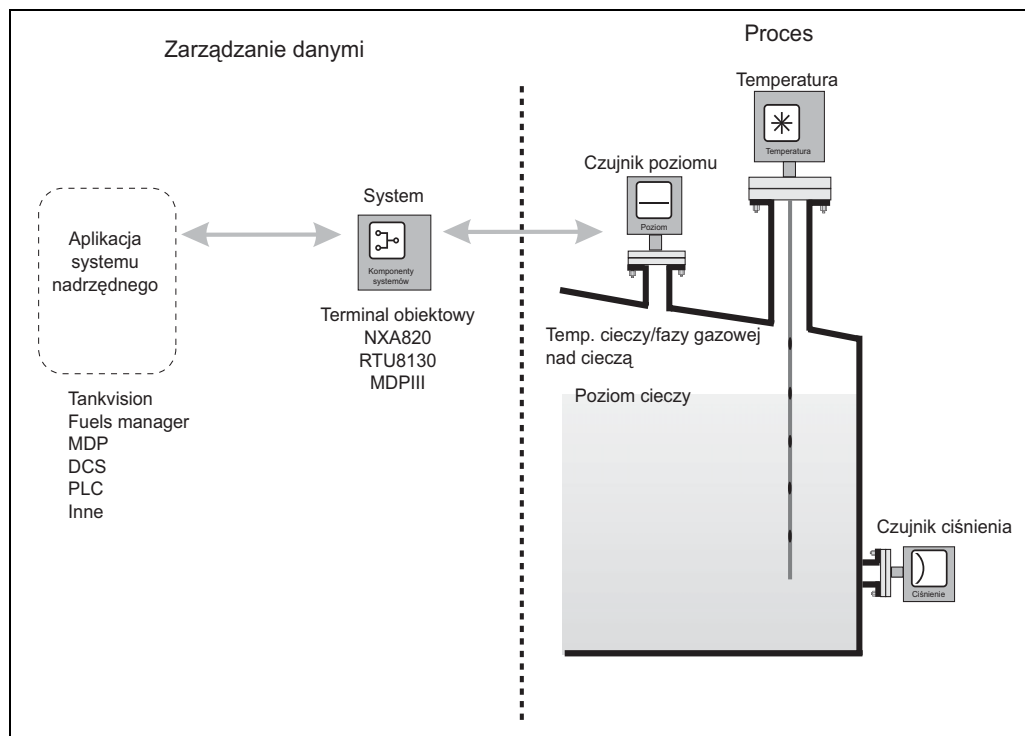 Zarządzanie danymi
Proces
Temperatura
Temperatura
Czujnik poziomu
Poziom
System
Komponenty
systemów
Aplikacja
systemu
nadrzędnego
Terminal obiektowy
NXA820
RTU8130
MDPIII
Temp. cieczy/fazy gazowej
nad cieczą
Poziom cieczy
Tankvision
Fuels manager
MDP
DCS
PLC
Inne
Czujnik ciśnienia
Ciśnienie